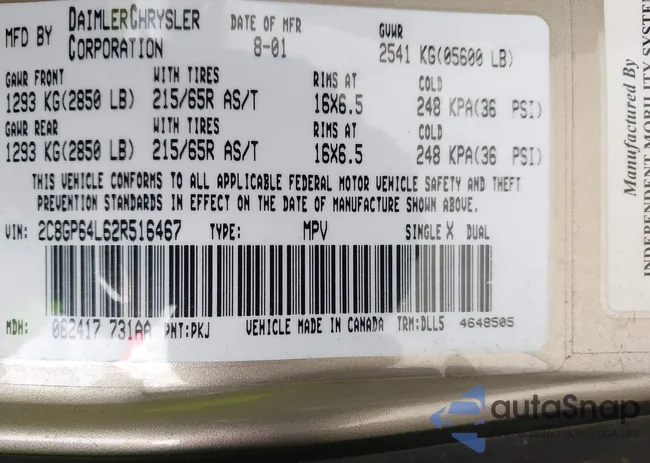 MFD BY DAIMLERCHRYSLER CORPORATION
DATE OF MFR 8-01
GVWR 2541 KG(05600 LB)
GAWR FRONT WITH TIRES RIMS AT COLD
1293 KG(2850 LB) 215/65R AS/T 16X6.5 248 KPA(36 PSI)
GAWR REAR WITH TIRES RIMS AT COLD
1293 KG(2850 LB) 215/65R AS/T 16X6.5 248 KPA(36 PSI)
THIS VEHICLE CONFORMS TO ALL APPLICABLE FEDERAL MOTOR VEHICLE SAFETY AND THEFT
PREVENTION STANDARDS IN EFFECT ON THE DATE OF MANUFACTURE SHOWN ABOVE.
VIN: 2C8GP64L62R516467 TYPE: MPV SINGLE X DUAL
MDH: 082417 731AA PNT:PKJ VEHICLE MADE IN CANADA TRM:DLL5 4648505
Manufactured By
INDEPENDENT MOBILITY SYSTE
autoSnap